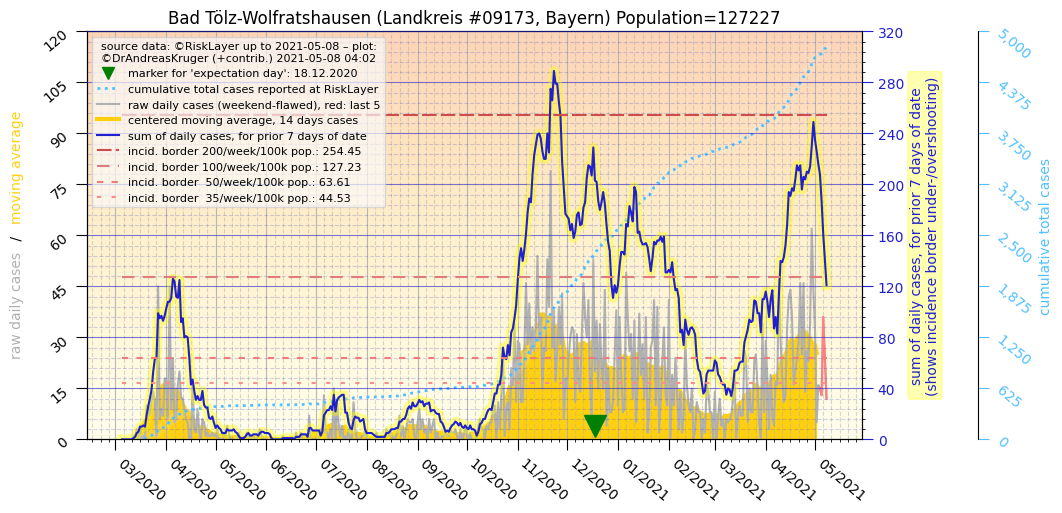 Bad Tölz-Wolfratshausen (Landkreis #09173, Bayern) Population=127227
source data: ©RiskLayer up to 2021-05-08 – plot:
©DrAndreasKruger (+contrib.) 2021-05-08 04:02
marker for 'expectation day': 18.12.2020
cumulative total cases reported at RiskLayer
raw daily cases (weekend-flawed), red: last 5
centered moving average, 14 days cases
sum of daily cases, for prior 7 days of date
incid. border 200/week/100k pop.: 254.45
incid. border 100/week/100k pop.: 127.23
incid. border  50/week/100k pop.: 63.61
incid. border  35/week/100k pop.: 44.53
raw daily cases  /  moving average
120
105
90
75
60
45
30
15
0
03/2020
04/2020
05/2020
06/2020
07/2020
08/2020
09/2020
10/2020
11/2020
12/2020
01/2021
02/2021
03/2021
04/2021
05/2021
320
280
240
200
160
120
80
40
0
sum of daily cases, for prior 7 days of date
(shows incidence border under-/overshooting)
5,000
4,375
3,750
3,125
2,500
1,875
1,250
625
0
cumulative total cases